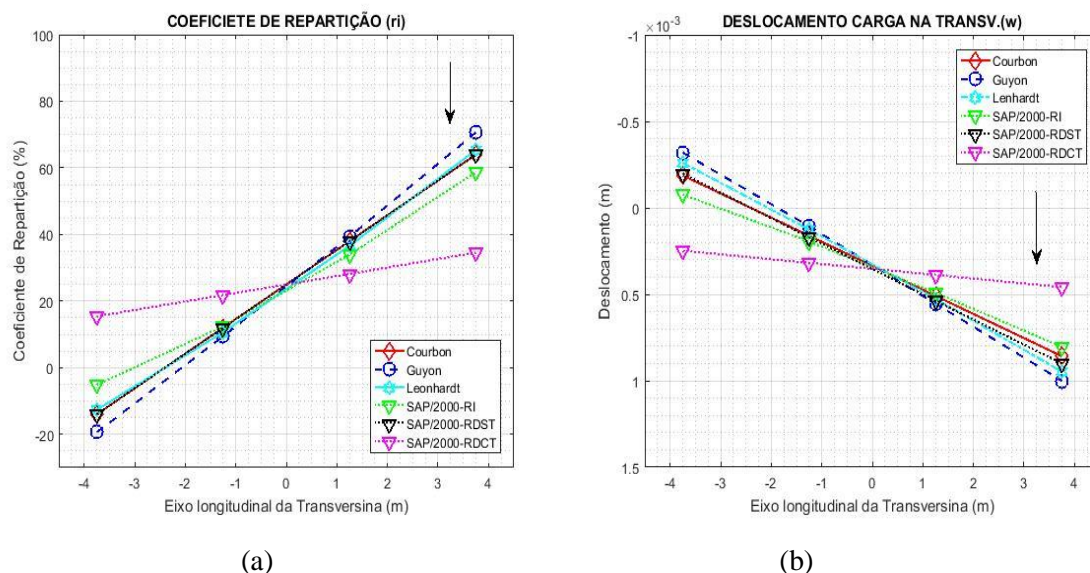 COEFICIETE DE REPARTIÇÃO (ri)
Coeficiente de Repartição (%)
100
80
60
40
20
0
-20
-4 -3 -2 -1 0 1 2 3 4
Eixo longitudinal da Transversina (m)
Courbon
Guyon
Leonhardt
SAP/2000-RI
SAP/2000-RDST
SAP/2000-RDCT
(a)
DESLOCAMENTO CARGA NA TRANSV.(w)
× 10⁻³
Deslocamento (m)
-1
-0.5
0
0.5
1
1.5
-4 -3 -2 -1 0 1 2 3 4
Eixo longitudinal da Transversina (m)
Courbon
Guyon
Lenhardt
SAP/2000-RI
SAP/2000-RDST
SAP/2000-RDCT
(b)